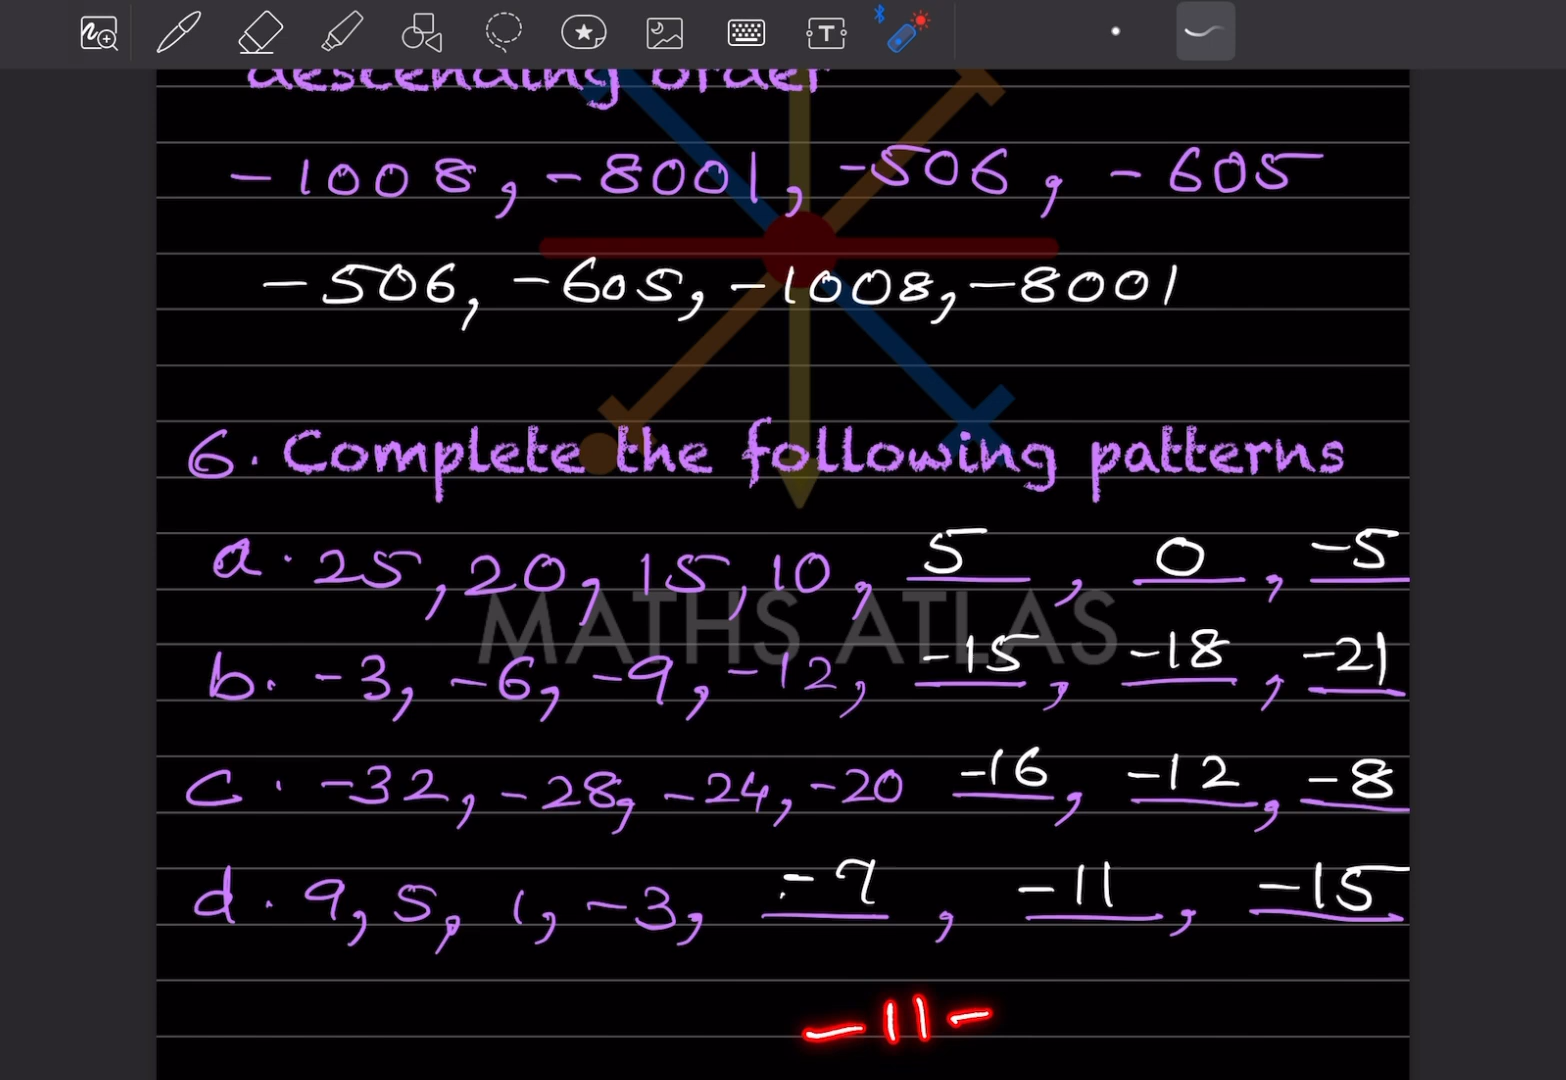 descending order
-1008, -8001, -506, -605
-506, -605, -1008, -8001
6. Complete the following patterns
a. 25, 20, 15, 10, 5, 0, -5
MATHS ATLAS
b. -3, -6, -9, -12, -15, -18, -21
c. -32, -28, -24, -20 -16, -12, -8
d. 9, 5, 1, -3, -7, -11, -15
-11-